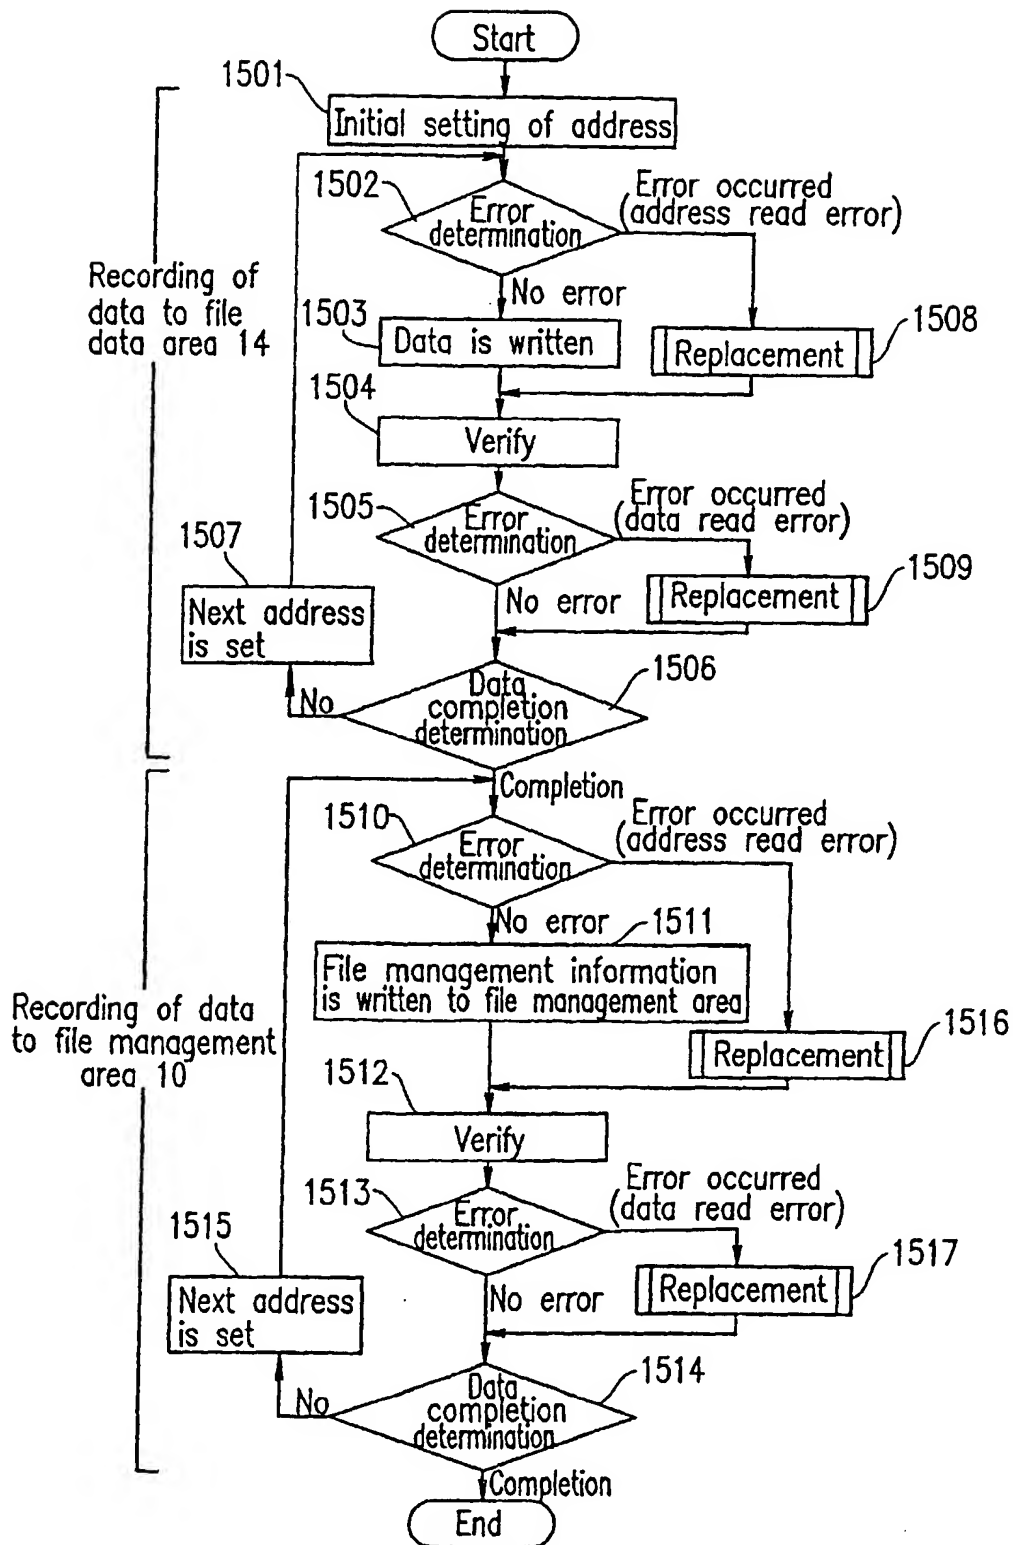 Start
1501
Initial setting of address
1502
Error
determination
Error occurred
(address read error)
No error
Recording of
data to file
data area 14
1503
Data is written
Replacement
1508
1504
Verify
1505
Error
determination
Error occurred
(data read error)
1507
Next address
is set
No error
Replacement
1509
1506
No
Data
completion
determination
Completion
1510
Error
determination
Error occurred
(address read error)
No error
1511
File management information
is written to file management area
Recording of data
to file management
area 10
Replacement
1516
1512
Verify
1513
Error
determination
Error occurred
(data read error)
1515
Next address
is set
No error
Replacement
1517
1514
No
Data
completion
determination
Completion
End